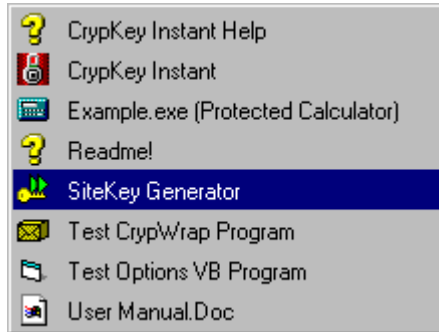 CrypKey Instant Help
CrypKey Instant
Example.exe (Protected Calculator)
Readme!
SiteKey Generator
Test CrypWrap Program
Test Options VB Program
User Manual.Doc